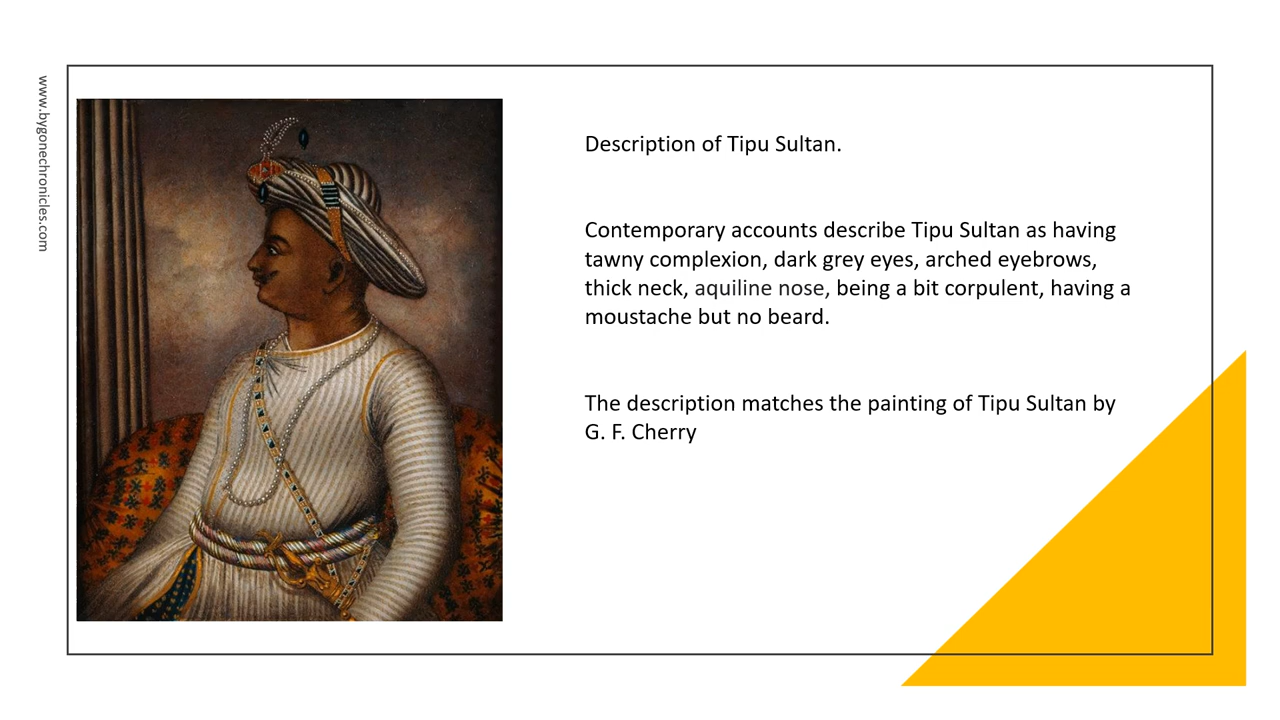 www.bygonechronicles.com
Description of Tipu Sultan.
Contemporary accounts describe Tipu Sultan as having
tawny complexion, dark grey eyes, arched eyebrows,
thick neck, aquiline nose, being a bit corpulent, having a
moustache but no beard.
The description matches the painting of Tipu Sultan by
G. F. Cherry